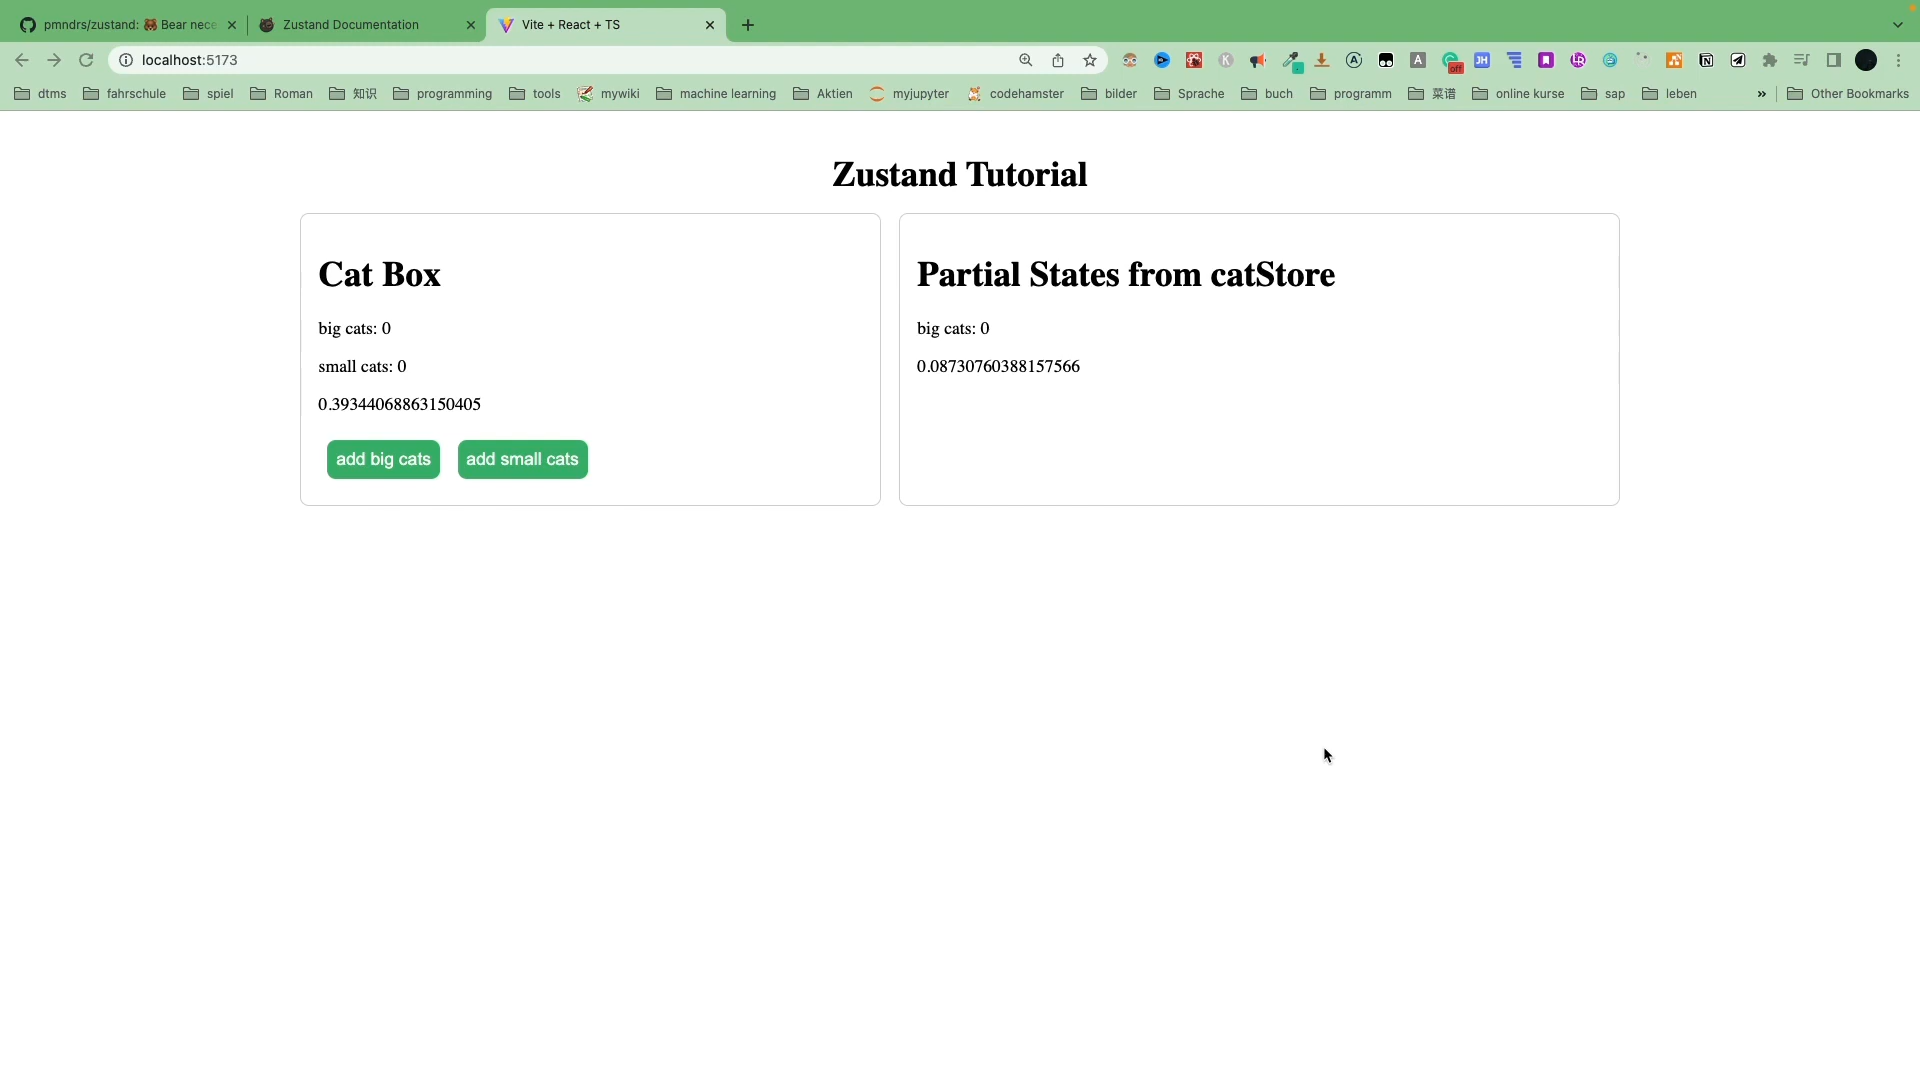 pmndrs/zustand: 🐻 Bear nece
Zustand Documentation
Vite + React + TS
localhost:5173
off
JH
dtms
fahrschule
spiel
Roman
知识
programming
tools
mywiki
machine learning
Aktien
myjupyter
codehamster
bilder
Sprache
buch
programm
菜谱
online kurse
sap
leben
»
Other Bookmarks
Zustand Tutorial
Cat Box
big cats: 0
small cats: 0
0.39344068863150405
add big cats
add small cats
Partial States from catStore
big cats: 0
0.08730760388157566